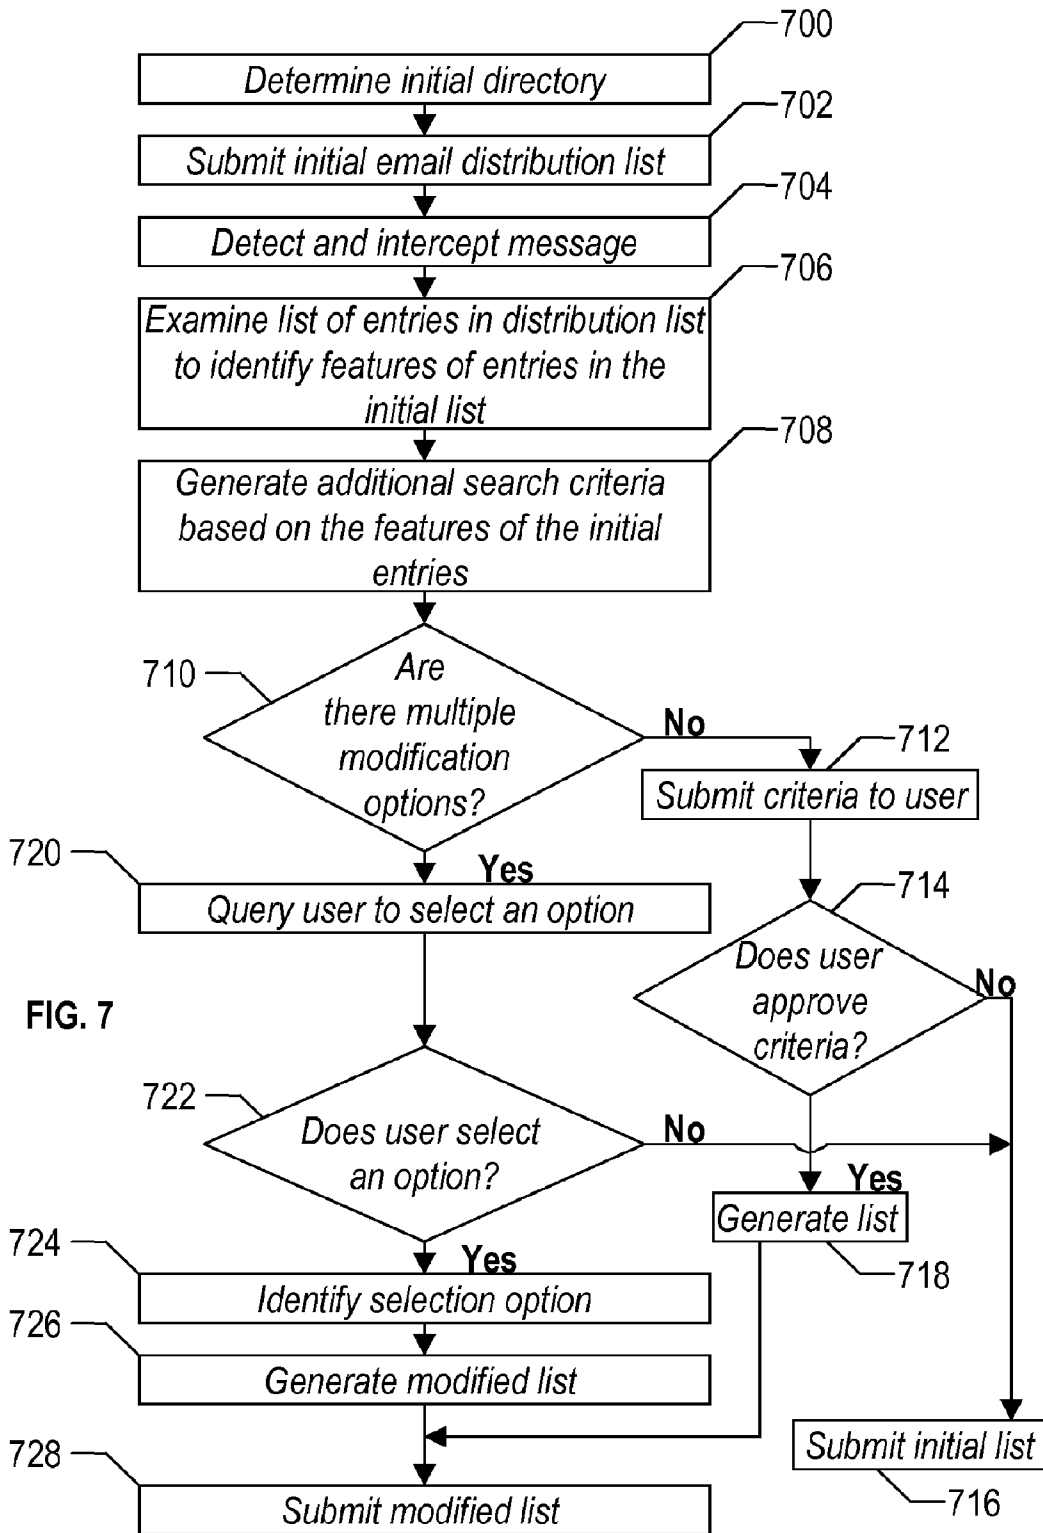 700
Determine initial directory
702
Submit initial email distribution list
704
Detect and intercept message
706
Examine list of entries in distribution list
to identify features of entries in the
initial list
708
Generate additional search criteria
based on the features of the initial
entries
710
Are
there multiple
modification
options?
No
712
Submit criteria to user
720
Yes
Query user to select an option
714
Does user
approve
criteria?
No
FIG. 7
722
Does user select
an option?
No
Yes
Generate list
718
724
Yes
Identify selection option
726
Generate modified list
728
Submit modified list
Submit initial list
716